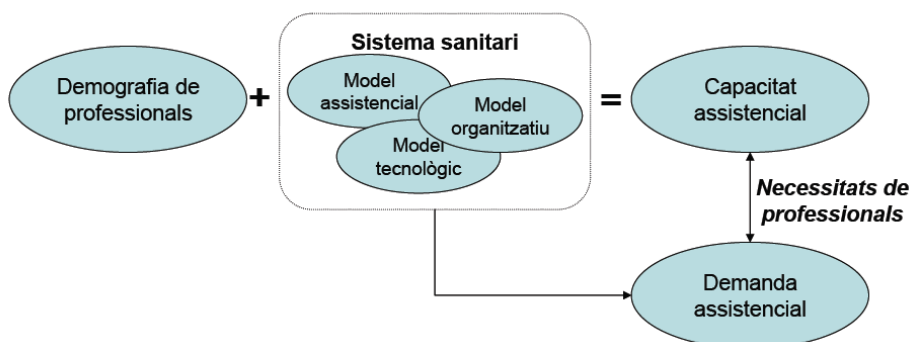 Demografia de
professionals
+
Sistema sanitari
Model
assistencial
Model
organitzatiu
Model
tecnològic
=
Capacitat
assistencial
Necessitats de
professionals
Demanda
assistencial